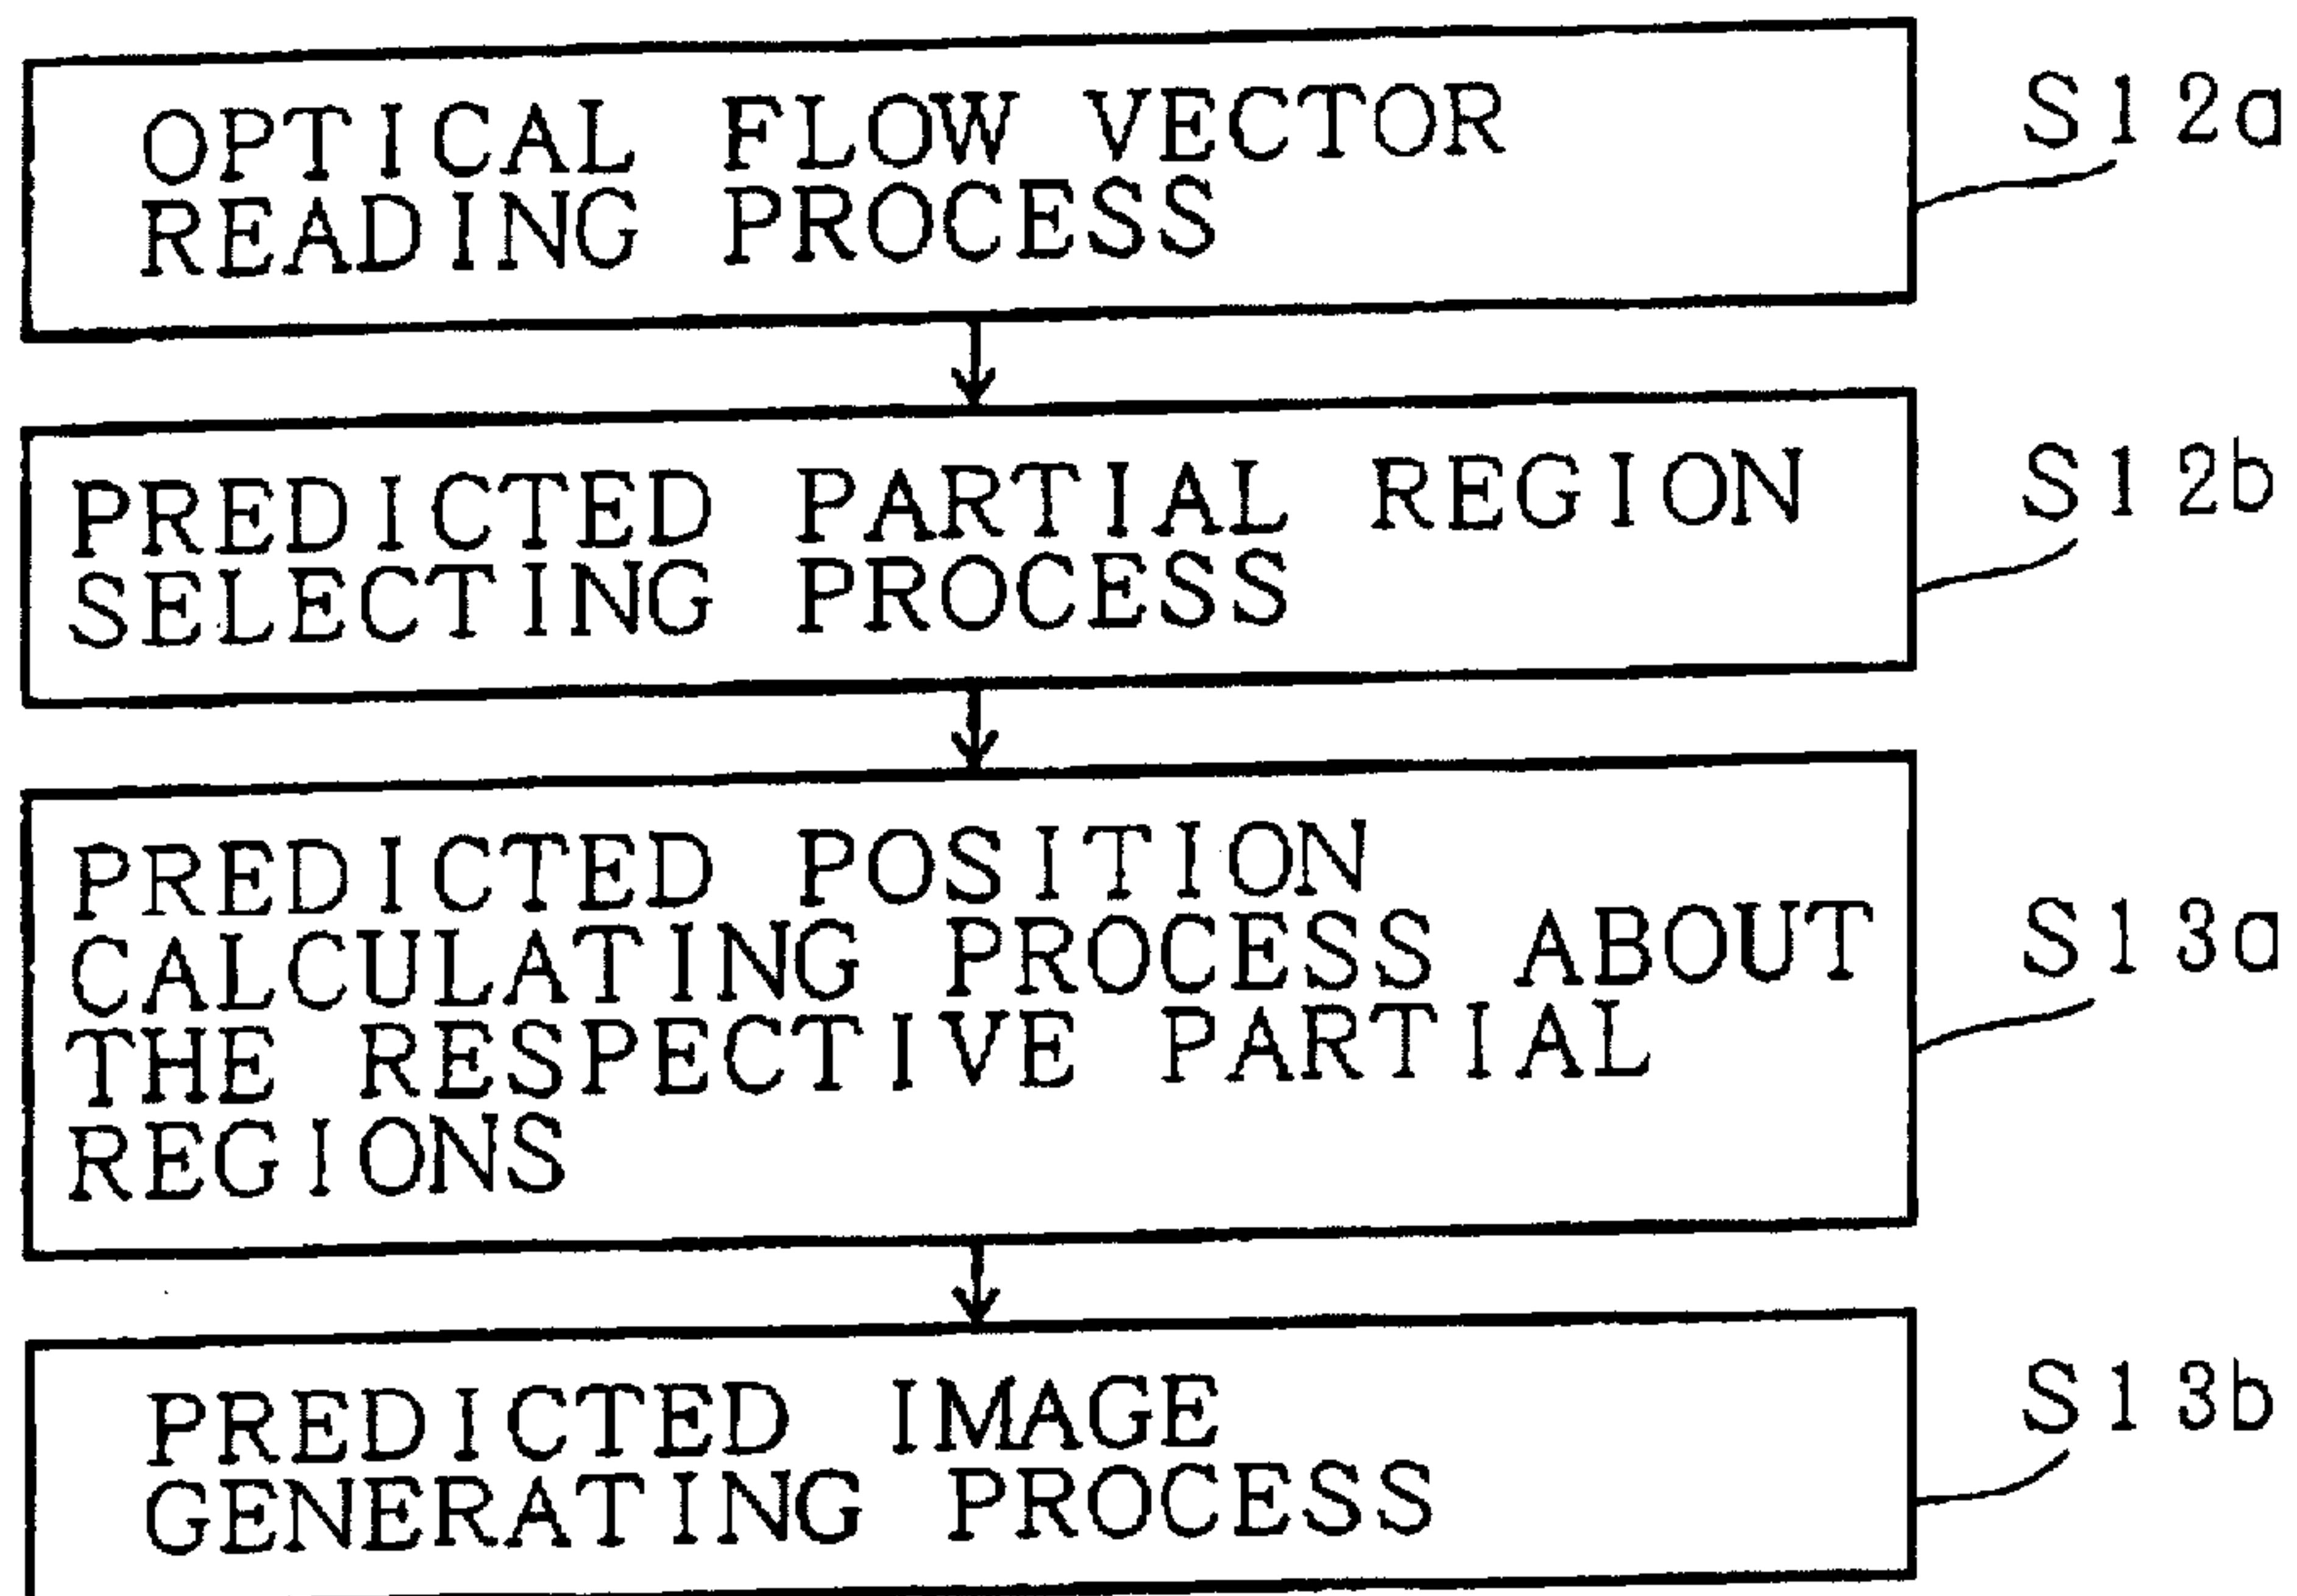 OPTICAL FLOW VECTOR
READING PROCESS
S12a
PREDICTED PARTIAL REGION
SELECTING PROCESS
S12b
PREDICTED POSITION
CALCULATING PROCESS ABOUT
THE RESPECTIVE PARTIAL
REGIONS
S13a
PREDICTED IMAGE
GENERATING PROCESS
S13b